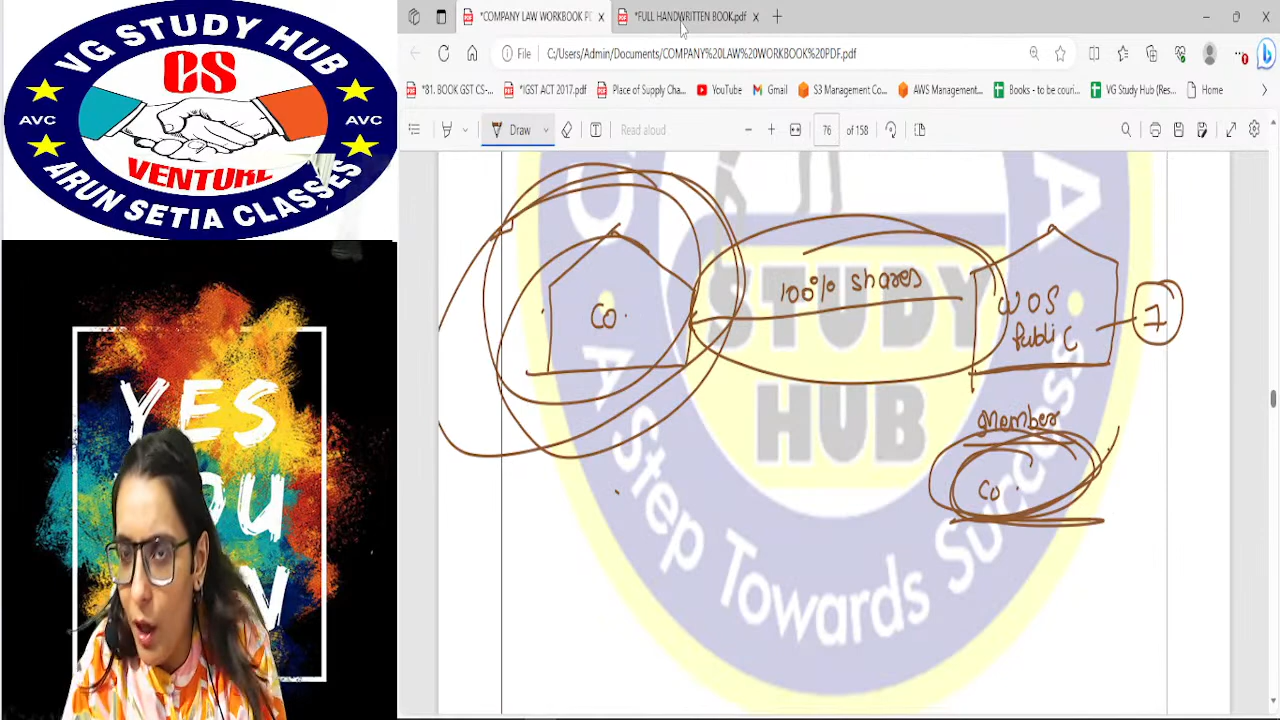 VG STUDY HUB
CS
AVC
AVC
VENTURE
ARUN SETIA CLASSES
YES
YOU
*COMPANY LAW WORKBOOK P
*FULL HANDWRITTEN BOOK.pdf
File
C:/Users/Admin/Documents/COMPANY%20LAW%20WORKBOOK%20PDF.pdf
*81. BOOK GST CS-...
*IGST ACT 2017.pdf
Place of Supply Cha...
YouTube
Gmail
S3 Management Co...
AWS Management...
Books - to be couri...
VG Study Hub (Res...
Home
Draw
Read aloud
76
of 158
STUDY
HUB
A Step Towards Success
Co.
100% shares
WOS
Public
7
Member
Co.